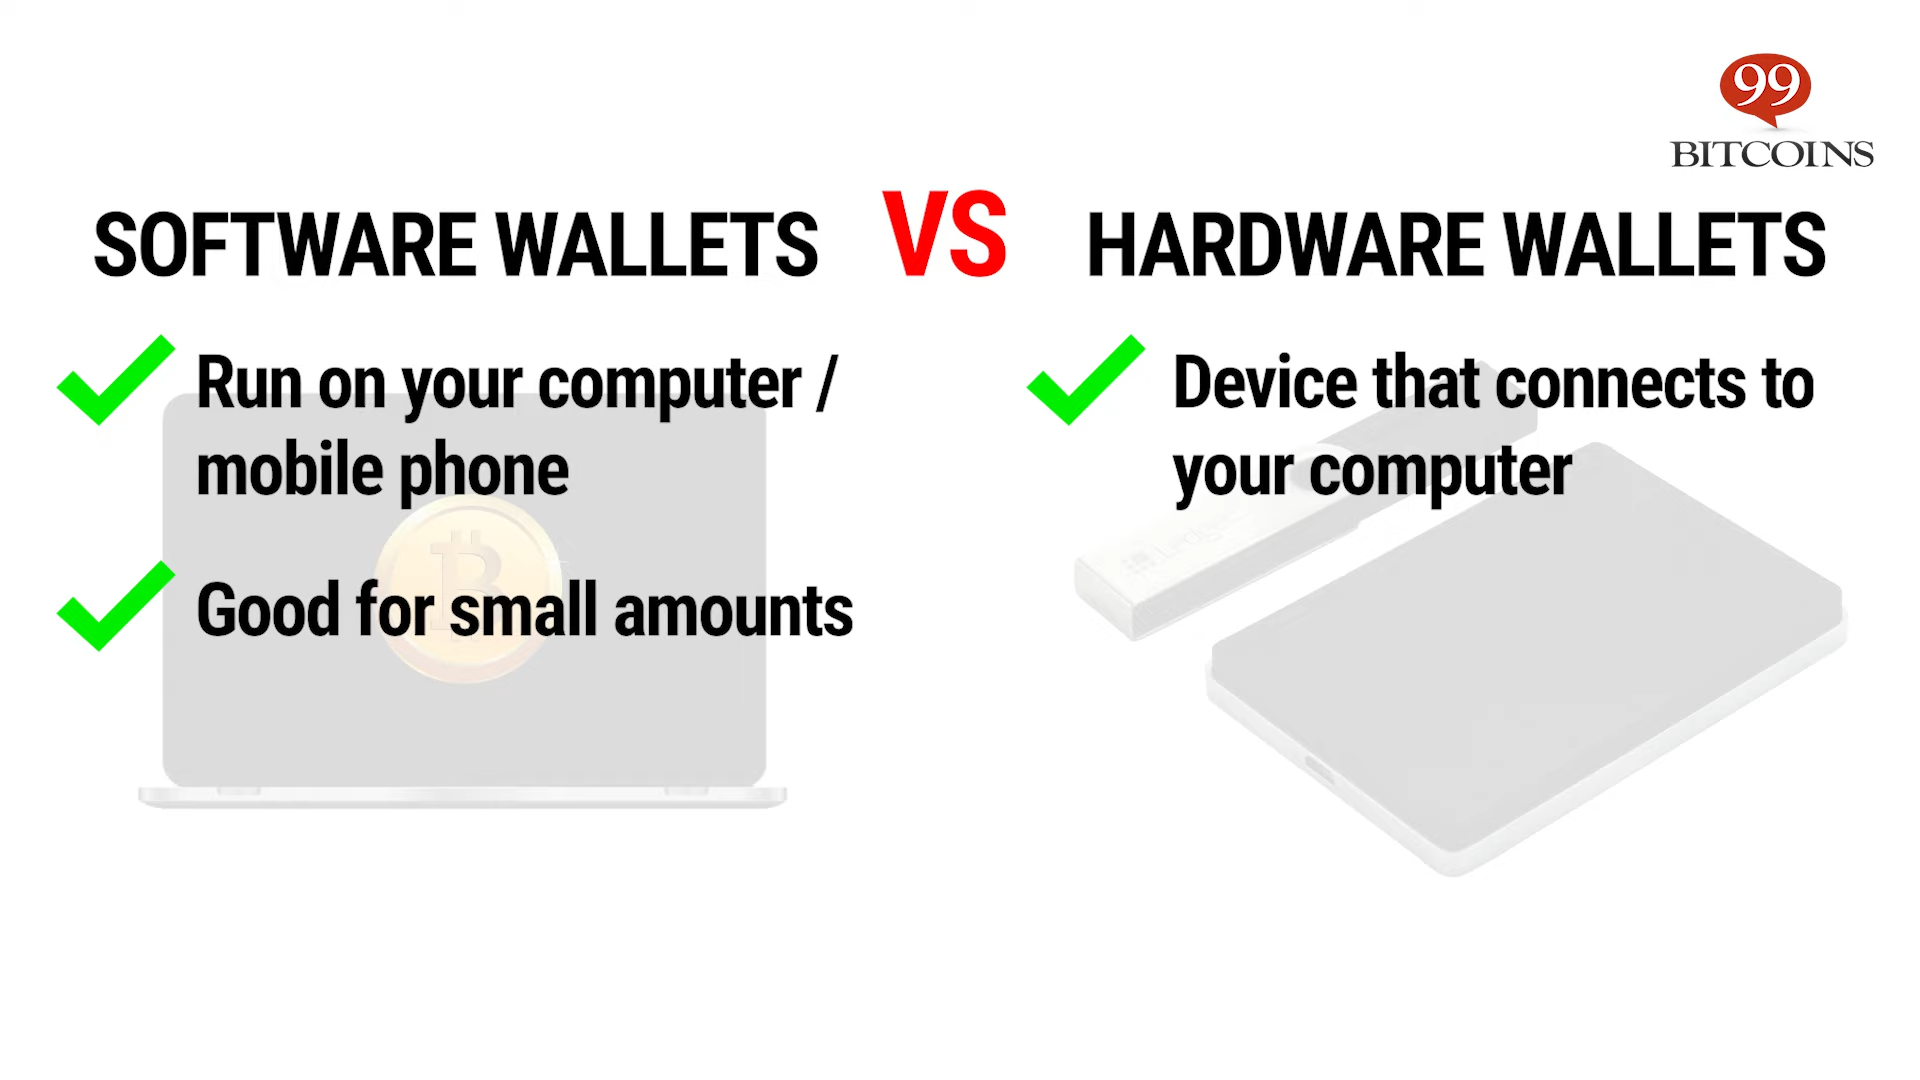 99
BITCOINS
SOFTWARE WALLETS VS HARDWARE WALLETS
Run on your computer /
mobile phone
Good for small amounts
Device that connects to
your computer
Ledger